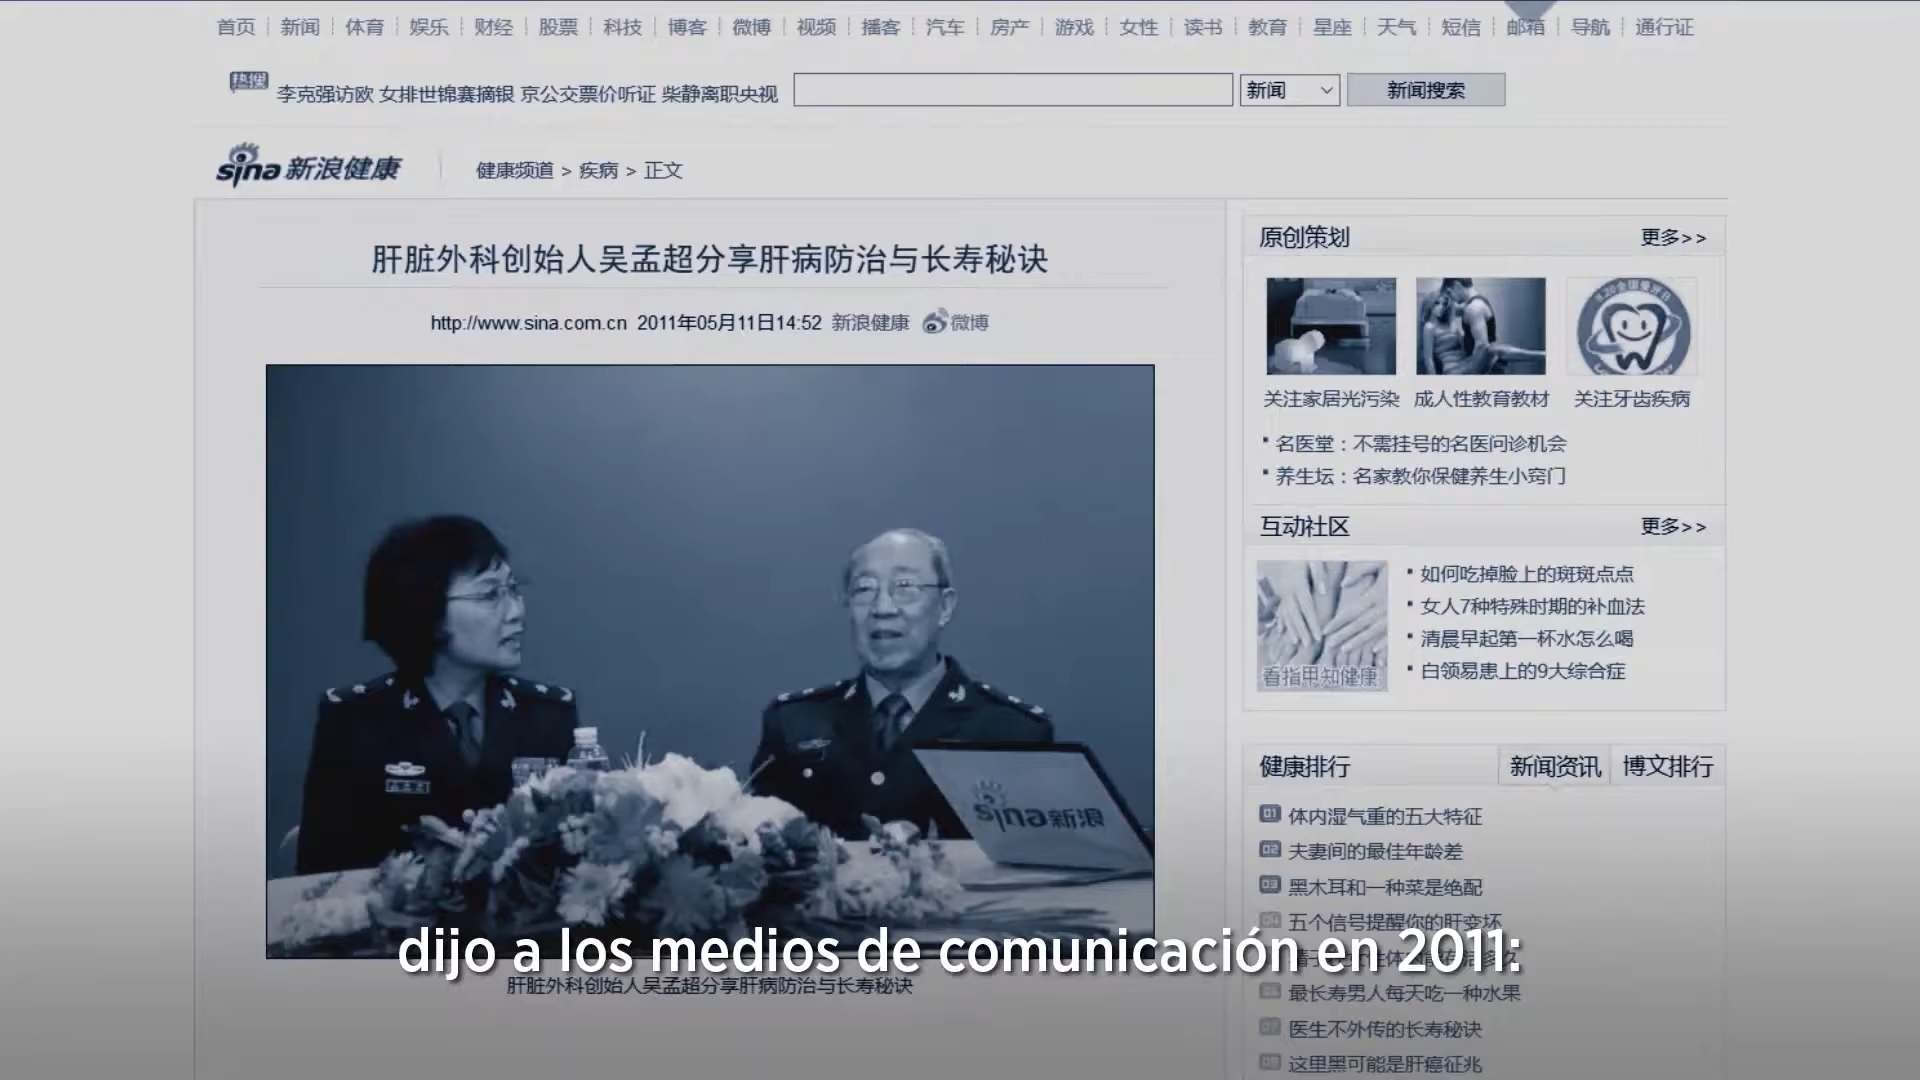 首页 新闻 体育 娱乐 财经 股票 科技 博客 微博 视频 播客 汽车 房产 游戏 女性 读书 教育 星座 天气 短信 邮箱 导航 通行证
热搜 李克强访欧 女排世锦赛摘银 京公交票价听证 柴静离职央视 新闻 新闻搜索
sina 新浪健康 健康频道 > 疾病 > 正文
肝脏外科创始人吴孟超分享肝病防治与长寿秘诀
http://www.sina.com.cn 2011年05月11日14:52 新浪健康 微博
sina新浪
肝脏外科创始人吴孟超分享肝病防治与长寿秘诀
原创策划 更多>>
关注家居光污染 成人性教育教材 关注牙齿疾病
名医堂：不需挂号的名医问诊机会
养生坛：名家教你保健养生小窍门
互动社区 更多>>
看指甲知健康
如何吃掉脸上的斑斑点点
女人7种特殊时期的补血法
清晨早起第一杯水怎么喝
白领易患上的9大综合症
健康排行 新闻资讯 博文排行
01 体内湿气重的五大特征
02 夫妻间的最佳年龄差
03 黑木耳和一种菜是绝配
04 五个信号提醒你的肝变坏
最长寿男人每天吃一种水果
07 医生不外传的长寿秘诀
08 这里黑可能是肝癌征兆
dijo a los medios de comunicación en 2011: